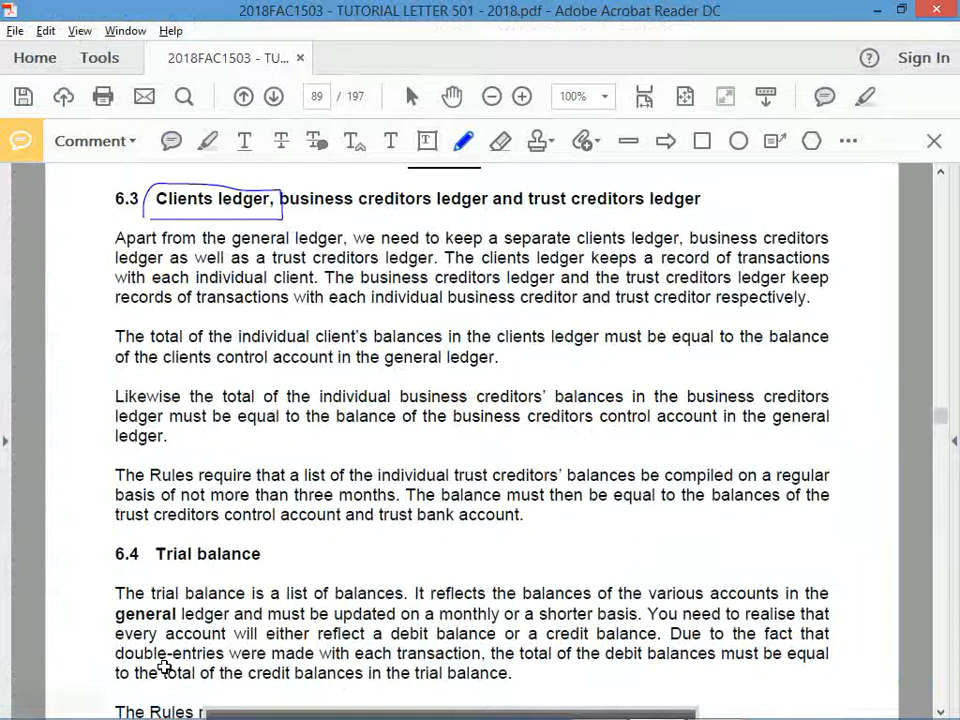 2018FAC1503 - TUTORIAL LETTER 501 - 2018.pdf - Adobe Acrobat Reader DC
File Edit View Window Help
Home Tools 2018FAC1503 - TU... × Sign In
89 / 197 100%
Comment
6.3 Clients ledger, business creditors ledger and trust creditors ledger
Apart from the general ledger, we need to keep a separate clients ledger, business creditors
ledger as well as a trust creditors ledger. The clients ledger keeps a record of transactions
with each individual client. The business creditors ledger and the trust creditors ledger keep
records of transactions with each individual business creditor and trust creditor respectively.
The total of the individual client's balances in the clients ledger must be equal to the balance
of the clients control account in the general ledger.
Likewise the total of the individual business creditors' balances in the business creditors
ledger must be equal to the balance of the business creditors control account in the general
ledger.
The Rules require that a list of the individual trust creditors' balances be compiled on a regular
basis of not more than three months. The balance must then be equal to the balances of the
trust creditors control account and trust bank account.
6.4 Trial balance
The trial balance is a list of balances. It reflects the balances of the various accounts in the
general ledger and must be updated on a monthly or a shorter basis. You need to realise that
every account will either reflect a debit balance or a credit balance. Due to the fact that
double-entries were made with each transaction, the total of the debit balances must be equal
to the total of the credit balances in the trial balance.
The Rules